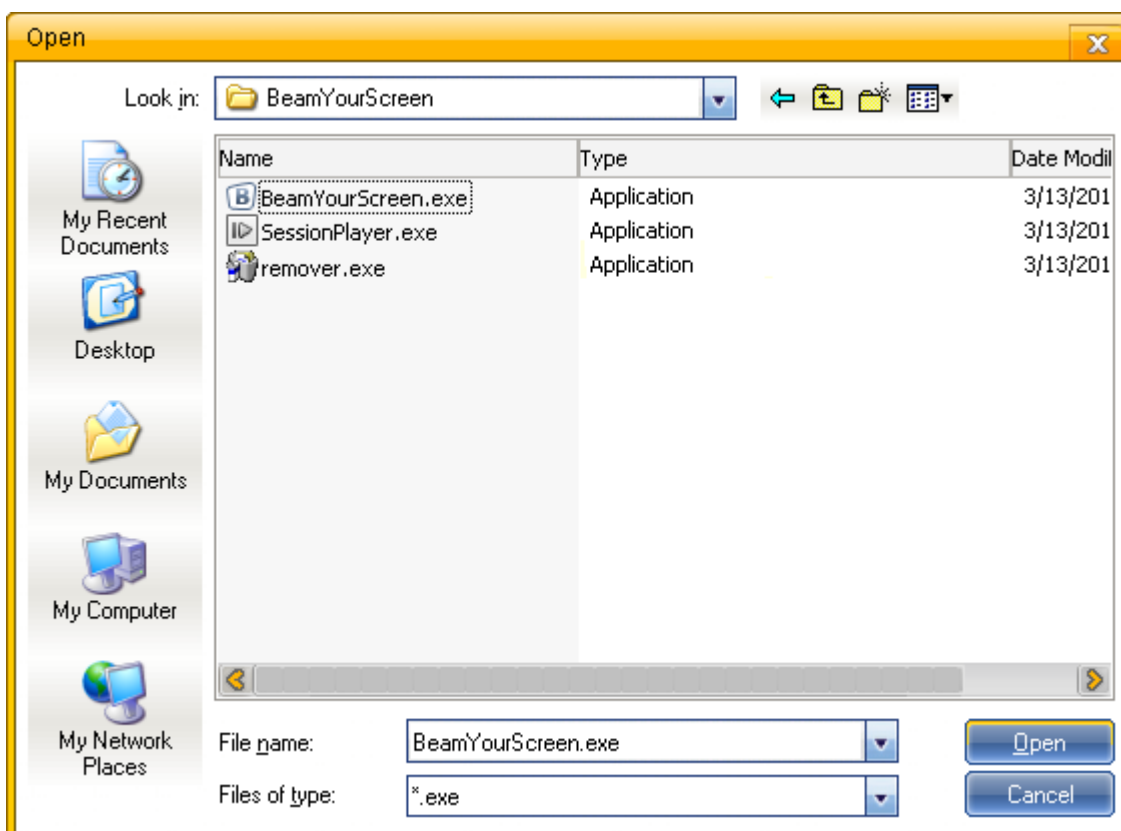 Open
Look in: BeamYourScreen
Name Type Date Modil
BeamYourScreen.exe Application 3/13/201
SessionPlayer.exe Application 3/13/201
remover.exe Application 3/13/201
My Recent
Documents
Desktop
My Documents
My Computer
My Network
Places
File name: BeamYourScreen.exe Open
Files of type: *.exe Cancel